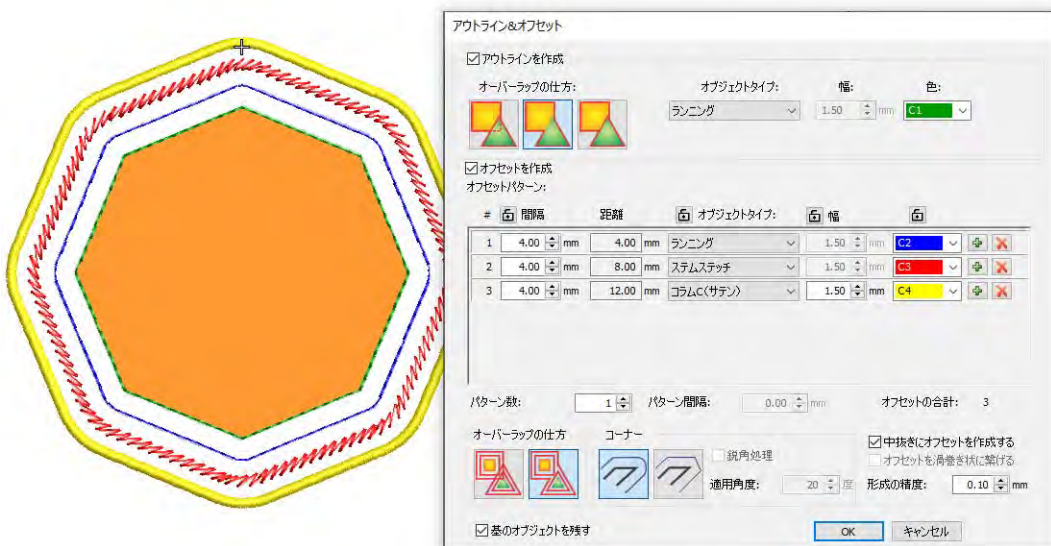 アウトライン&オフセット
アウトラインを作成
オーバーラップの仕方: オブジェクトタイプ: 幅: 色:
ランニング 1.50 mm C1
オフセットを作成
オフセットパターン:
# 間隔 距離 オブジェクトタイプ: 幅
1 4.00 mm 4.00 mm ランニング 1.50 mm C2
2 4.00 mm 8.00 mm ステムステッチ 1.50 mm C3
3 4.00 mm 12.00 mm コラムC(サテン) 1.50 mm C4
パターン数: 1 パターン間隔: 0.00 mm オフセットの合計: 3
オーバーラップの仕方 コーナー
中抜きにオフセットを作成する
鋭角処理 オフセットを渦巻き状に繋げる
適用角度: 20 度 形成の精度: 0.10 mm
基のオブジェクトを残す OK キャンセル